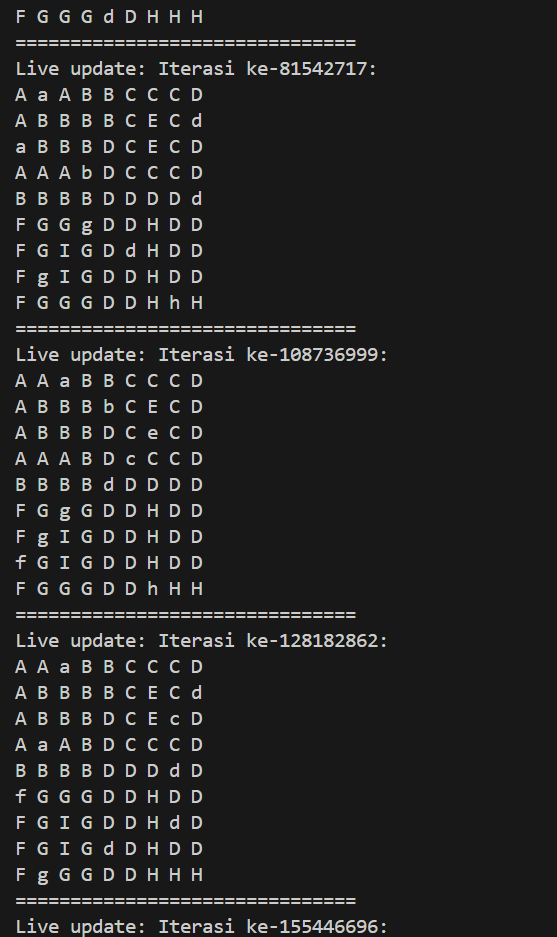 F G G G d D H H H
===============================
Live update: Iterasi ke-81542717:
A a A B B C C C D
A B B B B C E C d
a B B B D C E C D
A A A b D C C C D
B B B B D D D D d
F G G g D D H D D
F G I G D d H D D
F g I G D D H D D
F G G G D D H h H
===============================
Live update: Iterasi ke-108736999:
A A a B B C C C D
A B B B b C E C D
A B B B D C e C D
A A A B D c C C D
B B B B d D D D D
F G g G D D H D D
F g I G D D H D D
f G I G D D H D D
F G G G D D h H H
===============================
Live update: Iterasi ke-128182862:
A A a B B C C C D
A B B B B C E C d
A B B B D C E c D
A a A B D C C C D
B B B B D D D d D
f G G G D D H D D
F G I G D D H d D
F G I G d D H D D
F g G G D D H H H
===============================
Live update: Iterasi ke-155446696: